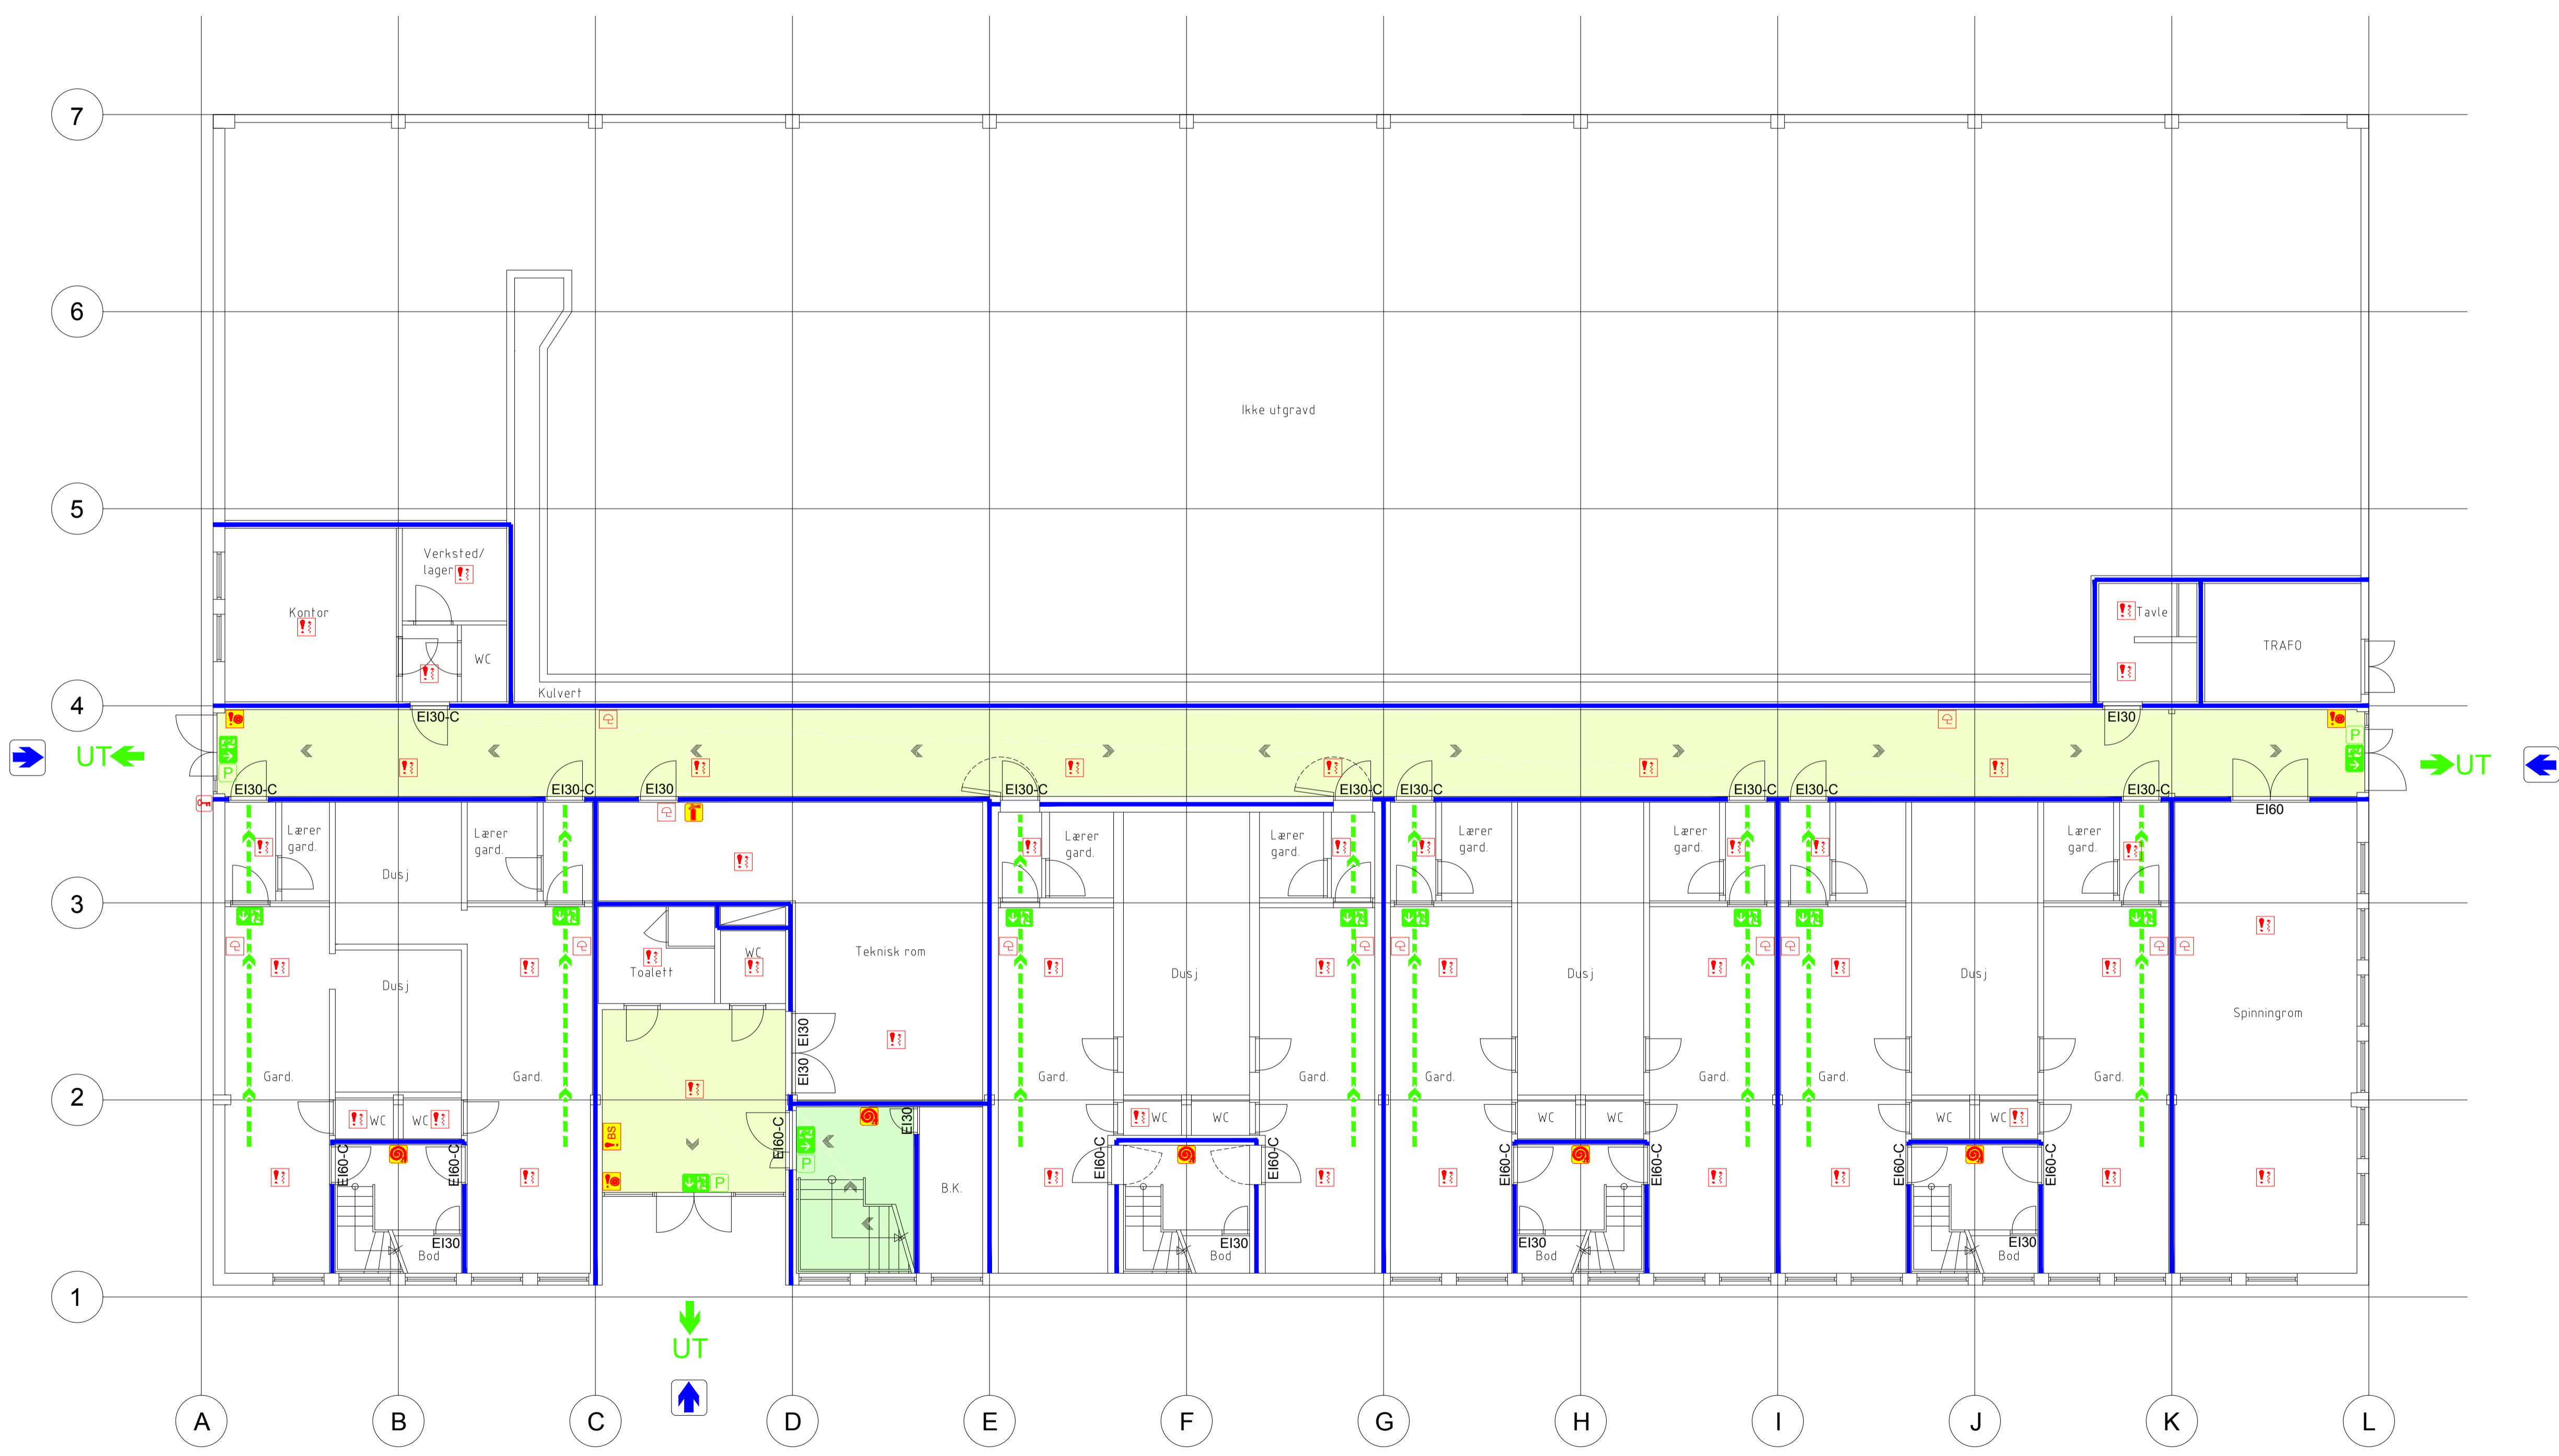 7
6
Ikke utgravd
5
Verksted/
lager
Kontor
Tavle
WC
TRAFO
Kulvert
4
EI30-C
EI30
P
UT
UT
P
EI30-C
EI30-C
EI30
EI30-C
EI30-C
EI30-C
EI30-C
EI30-C
EI30-C
EI60
Lærer
gard.
Lærer
gard.
Lærer
gard.
Lærer
gard.
Lærer
gard.
Lærer
gard.
Lærer
gard.
Dusj
3
Teknisk rom
WC
Toalett
Dusj
Dusj
Dusj
Dusj
Spinningrom
EI30
EI30
Gard.
Gard.
Gard.
Gard.
Gard.
Gard.
Gard.
Gard.
2
WC
WC
WC
WC
WC
WC
WC
WC
BS
EI30
EI60-C
P
EI60-C
EI60-C
EI60-C
EI60-C
EI60-C
EI60-C
EI60-C
EI60-C
P
B.K.
EI30
Bod
EI30
Bod
EI30
Bod
EI30
Bod
1
UT
A
B
C
D
E
F
G
H
I
J
K
L